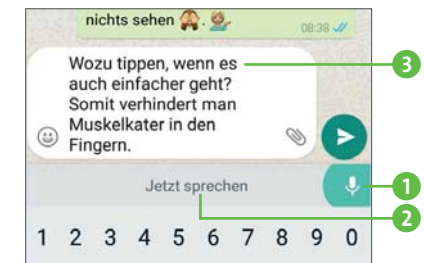 nichts sehen 🙈. 💁
08:38
Wozu tippen, wenn es
auch einfacher geht?
Somit verhindert man
Muskelkater in den
Fingern.
3
Jetzt sprechen
1
2
1 2 3 4 5 6 7 8 9 0